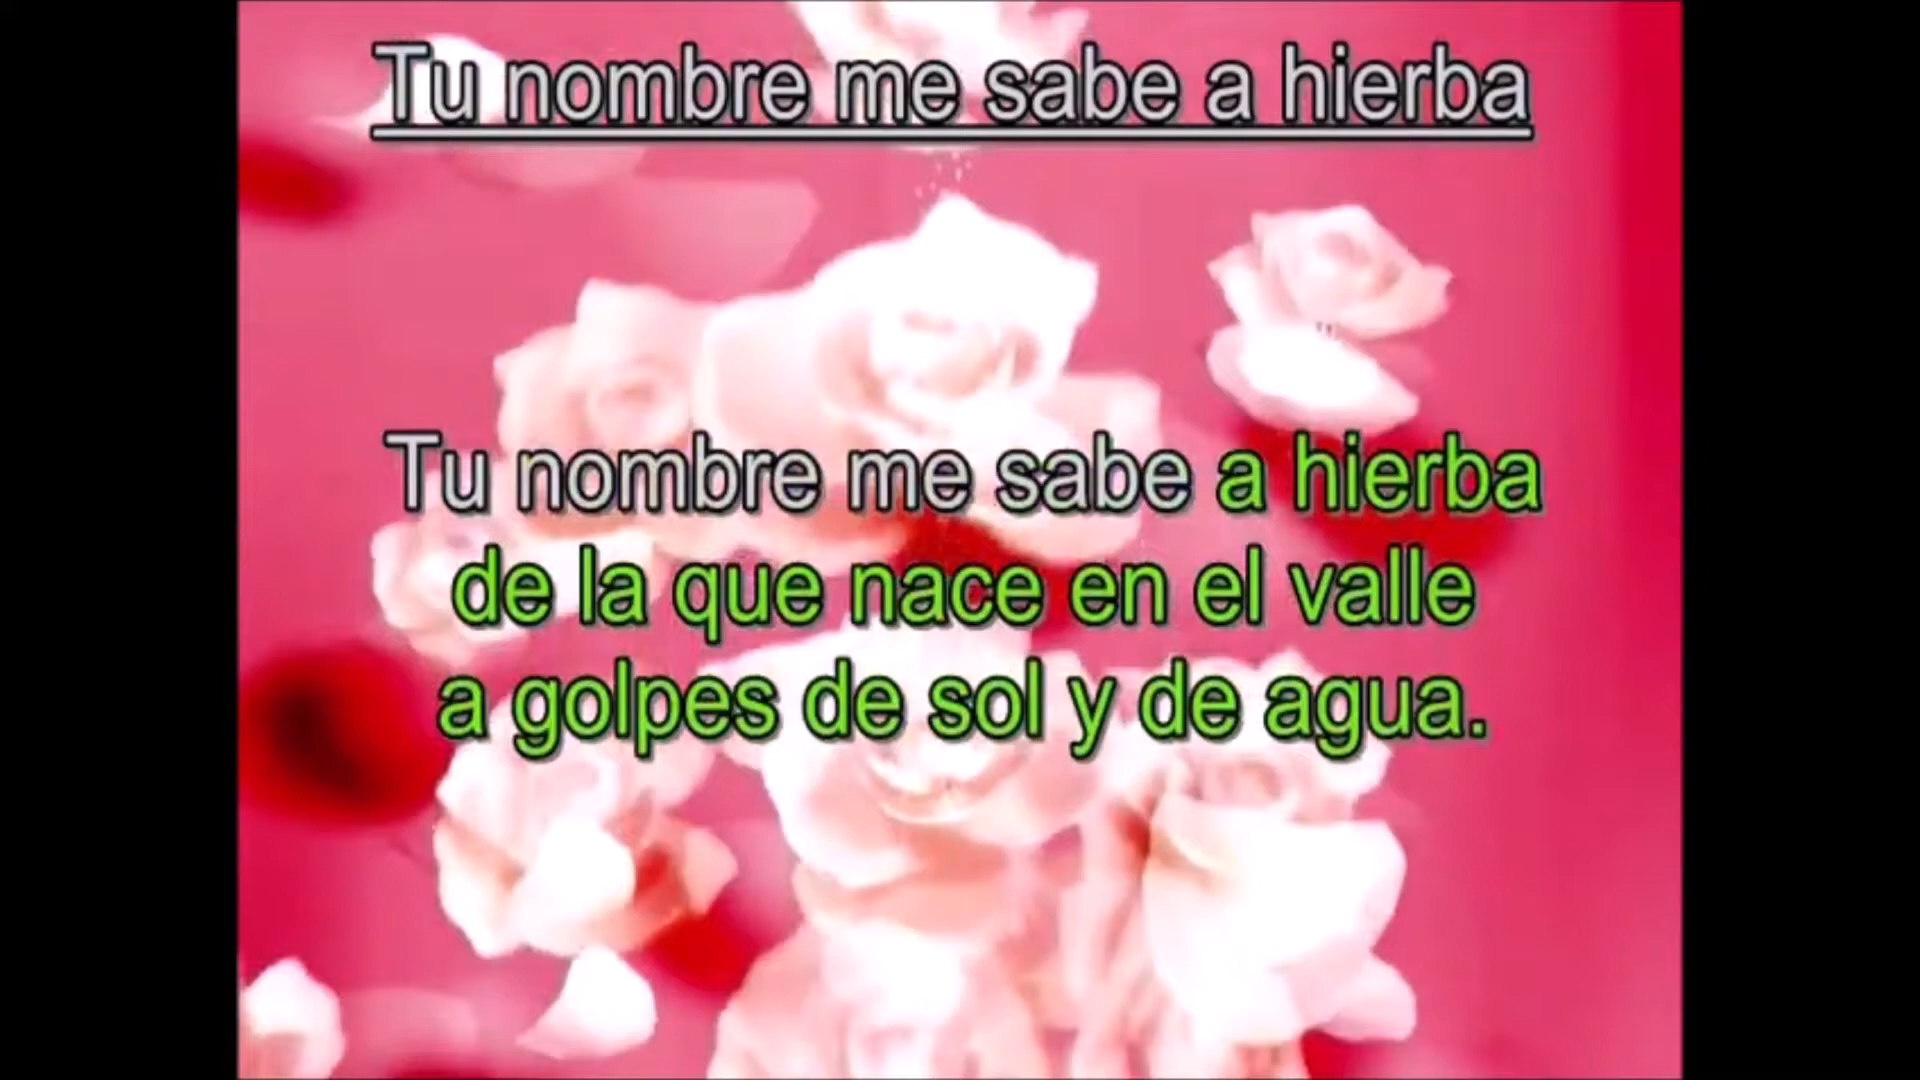 Tu nombre me sabe a hierba
Tu nombre me sabe a hierba
de la que nace en el valle
a golpes de sol y de agua.